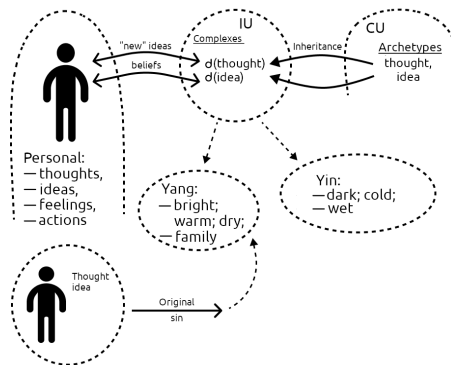 IU
CU
"new" ideas
beliefs
Complexes
d(thought)
d(idea)
Inheritance
Archetypes
thought,
idea
Personal:
— thoughts,
— ideas,
— feelings,
— actions
Yang:
— bright;
warm; dry;
— family
Yin:
—dark; cold;
— wet
Thought
idea
Original
sin